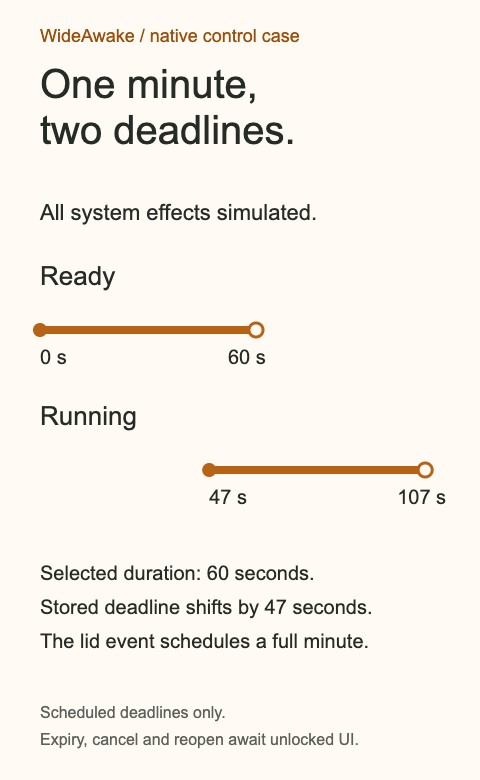 WideAwake / native control case
One minute,
two deadlines.
All system effects simulated.
Ready
0 s
60 s
Running
47 s
107 s
Selected duration: 60 seconds.
Stored deadline shifts by 47 seconds.
The lid event schedules a full minute.
Scheduled deadlines only.
Expiry, cancel and reopen await unlocked UI.